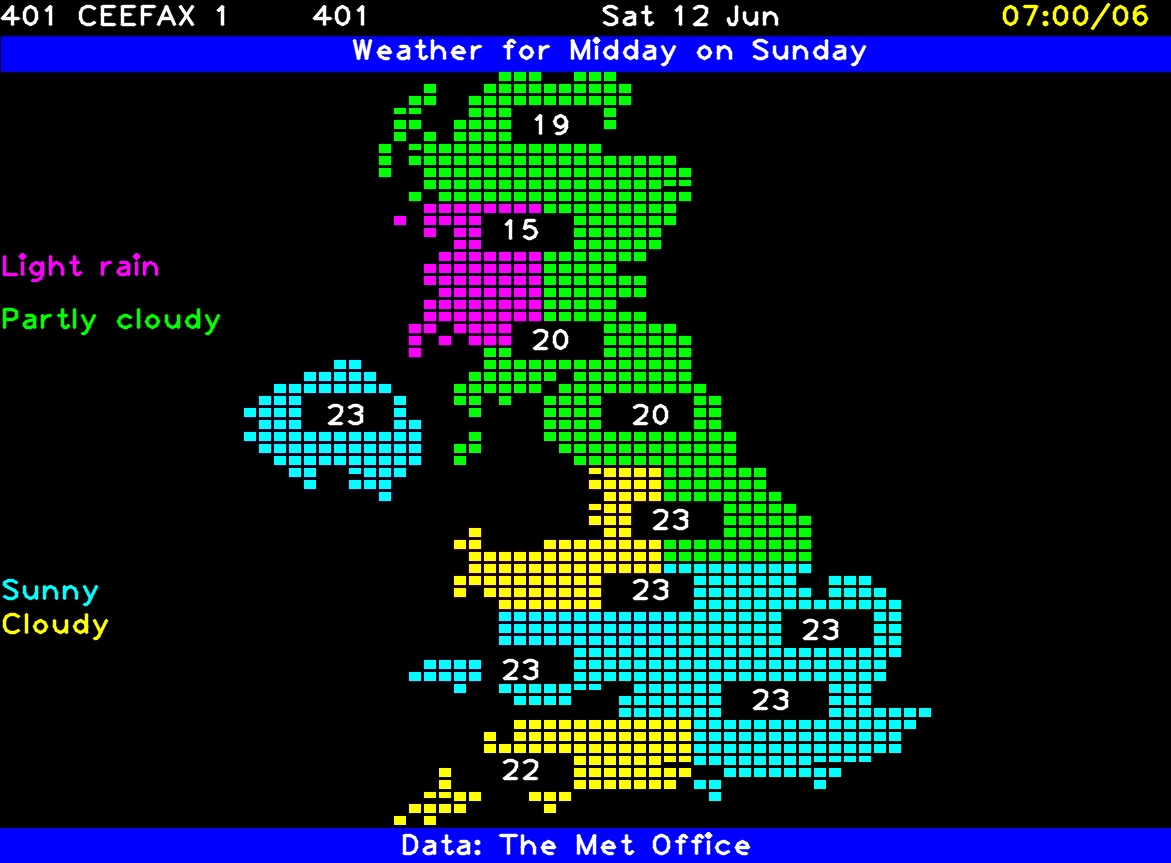 401 CEEFAX 1 401 Sat 12 Jun 07:00/06
Weather for Midday on Sunday
19
15
Light rain
Partly cloudy
20
23 20
23
Sunny 23
Cloudy 23
23
23
22
Data: The Met Office